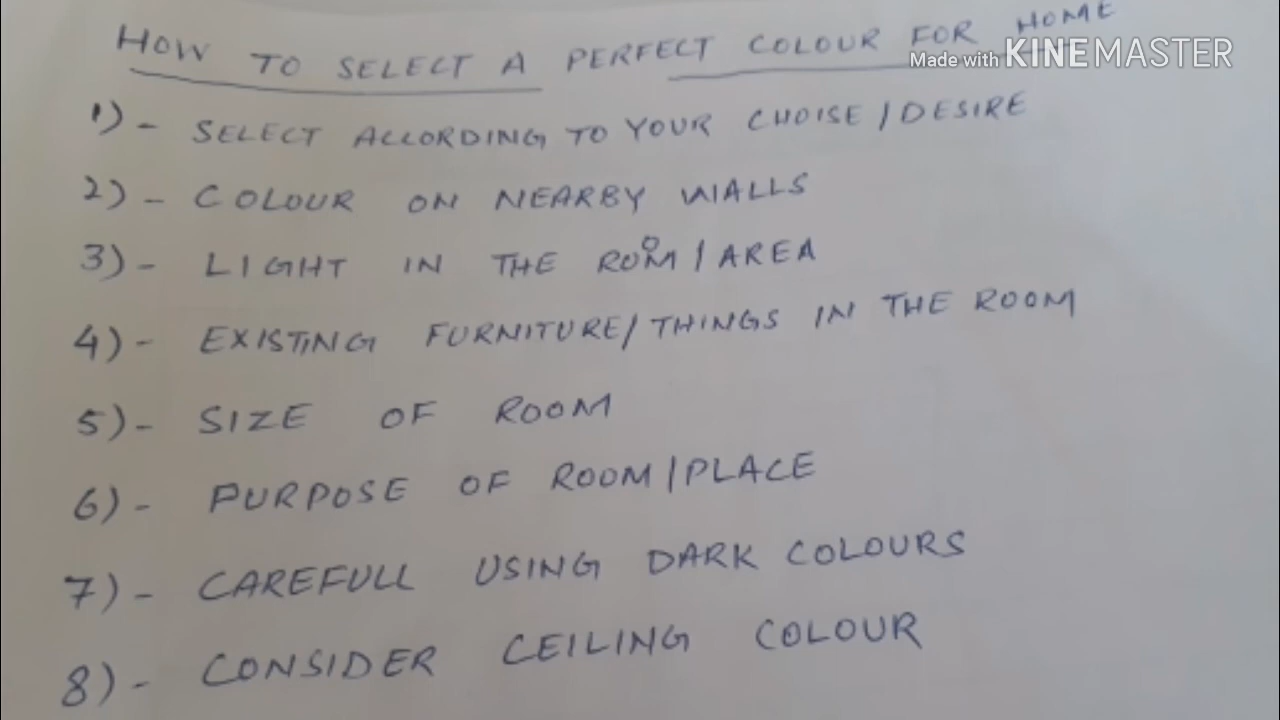 HOW TO SELECT A PERFECT COLOUR FOR HOME
Made with KINEMASTER
1)- SELECT ACCORDING TO YOUR CHOISE/DESIRE
2)- COLOUR ON NEARBY WALLS
3)- LIGHT IN THE ROOM/AREA
4)- EXISTING FURNITURE/THINGS IN THE ROOM
5)- SIZE OF ROOM
6)- PURPOSE OF ROOM/PLACE
7)- CAREFULL USING DARK COLOURS
8)- CONSIDER CEILING COLOUR